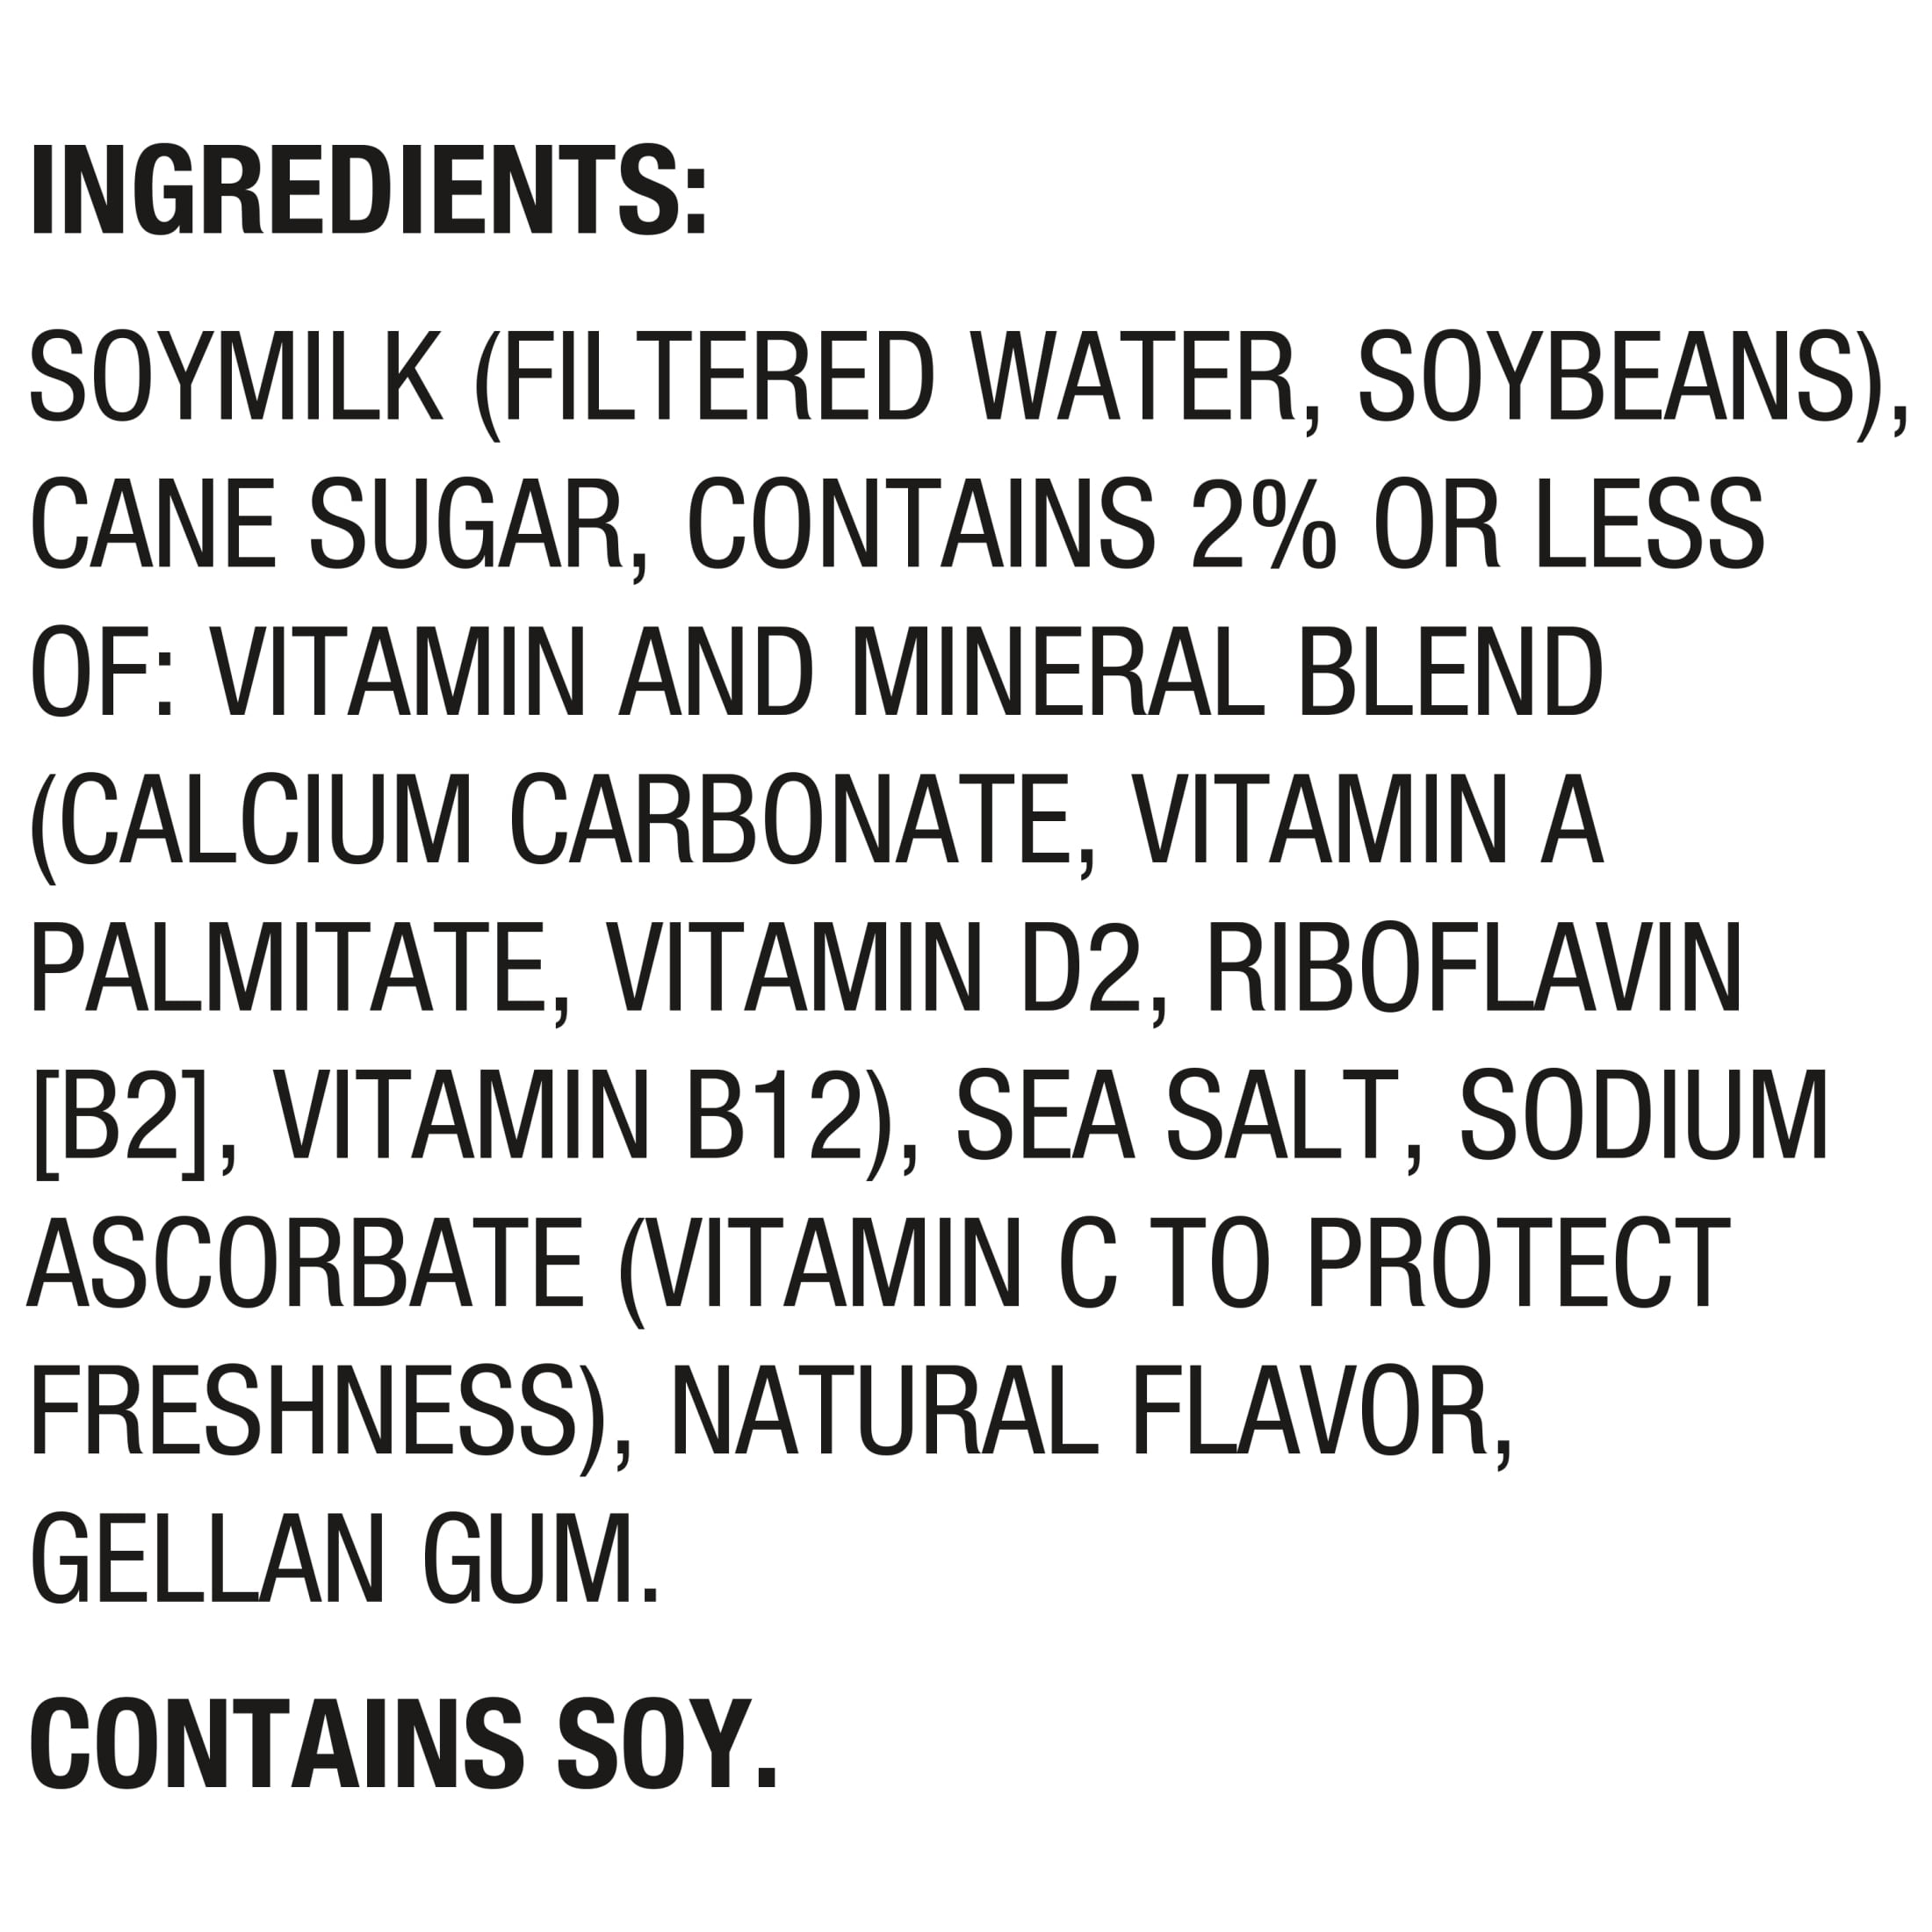 INGREDIENTS:
SOYMILK (FILTERED WATER, SOYBEANS),
CANE SUGAR, CONTAINS 2% OR LESS
OF: VITAMIN AND MINERAL BLEND
(CALCIUM CARBONATE, VITAMIN A
PALMITATE, VITAMIN D2, RIBOFLAVIN
[B2], VITAMIN B12), SEA SALT, SODIUM
ASCORBATE (VITAMIN C TO PROTECT
FRESHNESS), NATURAL FLAVOR,
GELLAN GUM.
CONTAINS SOY.